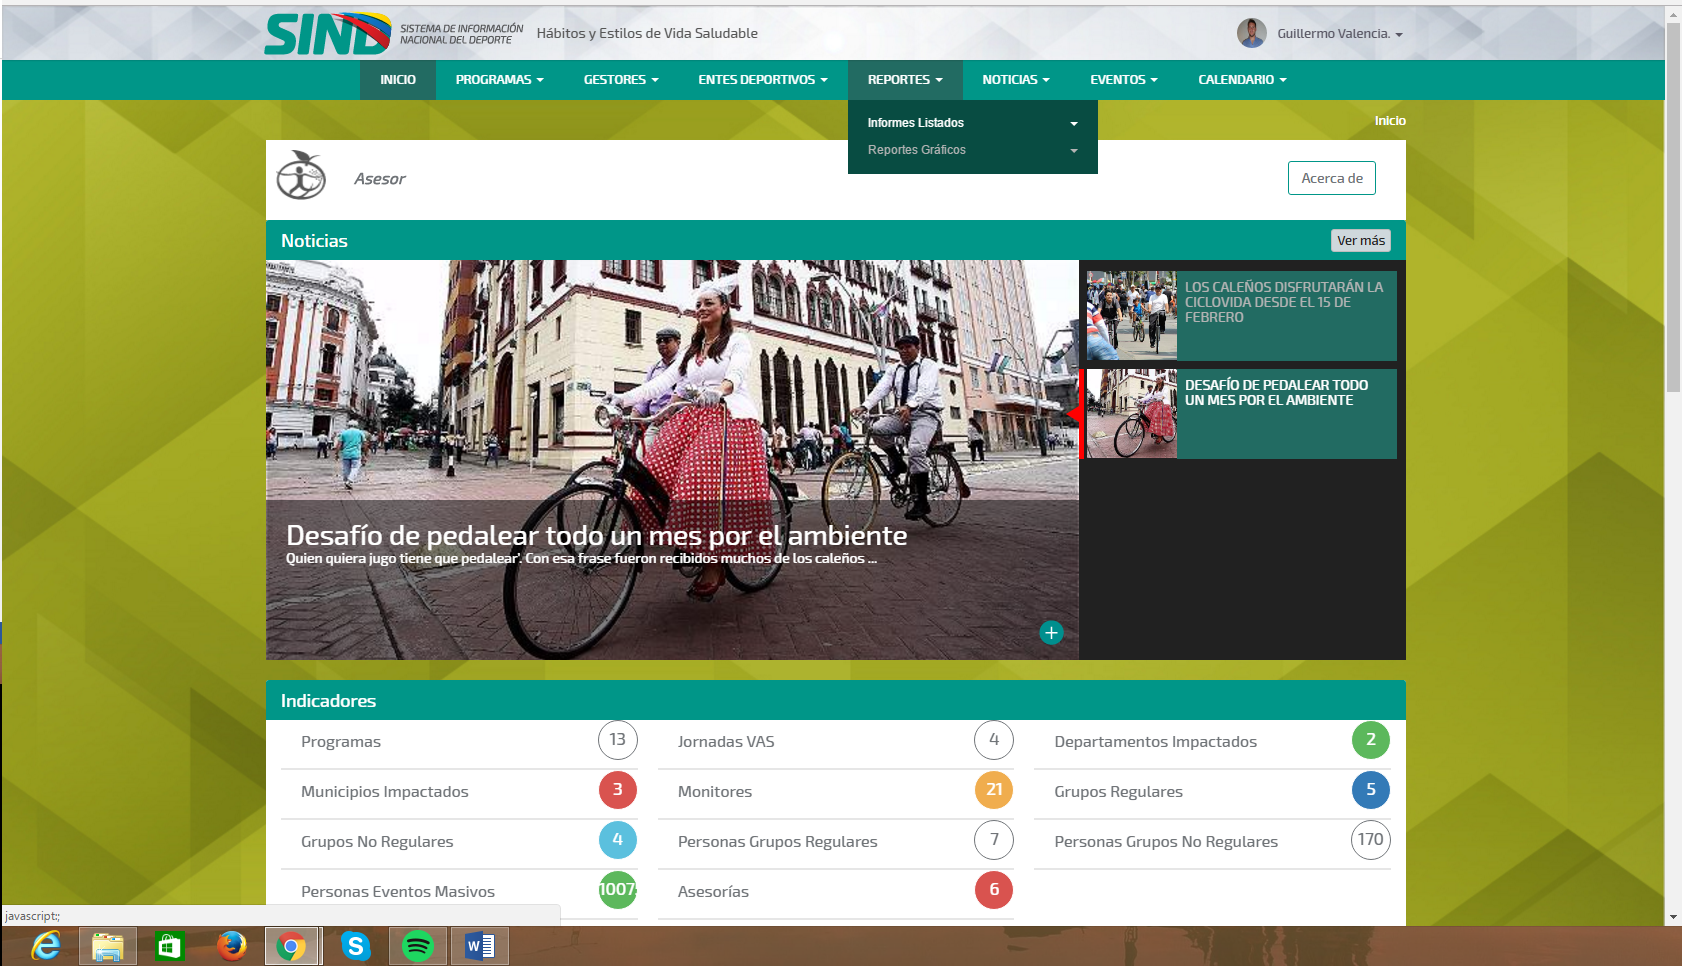 SIND
SISTEMA DE INFORMACIÓN
NACIONAL DEL DEPORTE
Hábitos y Estilos de Vida Saludable
Guillermo Valencia.
INICIO
PROGRAMAS
GESTORES
ENTES DEPORTIVOS
REPORTES
NOTICIAS
EVENTOS
CALENDARIO
Informes Listados
Reportes Gráficos
Inicio
Asesor
Acerca de
Noticias
Ver más
Desafío de pedalear todo un mes por el ambiente
Quien quiera jugo tiene que pedalear'. Con esa frase fueron recibidos muchos de los caleños ...
LOS CALEÑOS DISFRUTARÁN LA
CICLOVIDA DESDE EL 15 DE
FEBRERO
DESAFÍO DE PEDALEAR TODO
UN MES POR EL AMBIENTE
Indicadores
Programas 13
Jornadas VAS 4
Departamentos Impactados 2
Municipios Impactados 3
Monitores 21
Grupos Regulares 5
Grupos No Regulares 4
Personas Grupos Regulares 7
Personas Grupos No Regulares 170
Personas Eventos Masivos
Asesorías 6
javascript:;